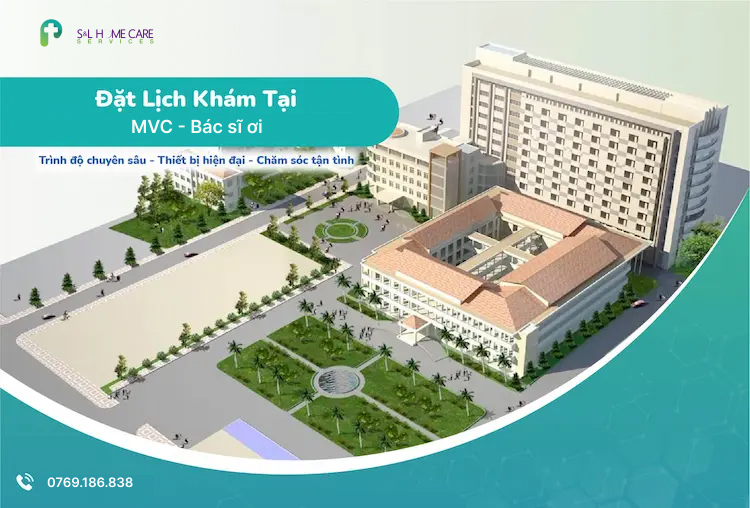 S&L HOME CARE
SERVICES
Đặt Lịch Khám Tại
MVC - Bác sĩ ơi
Trình độ chuyên sâu - Thiết bị hiện đại - Chăm sóc tận tình
0769.186.838